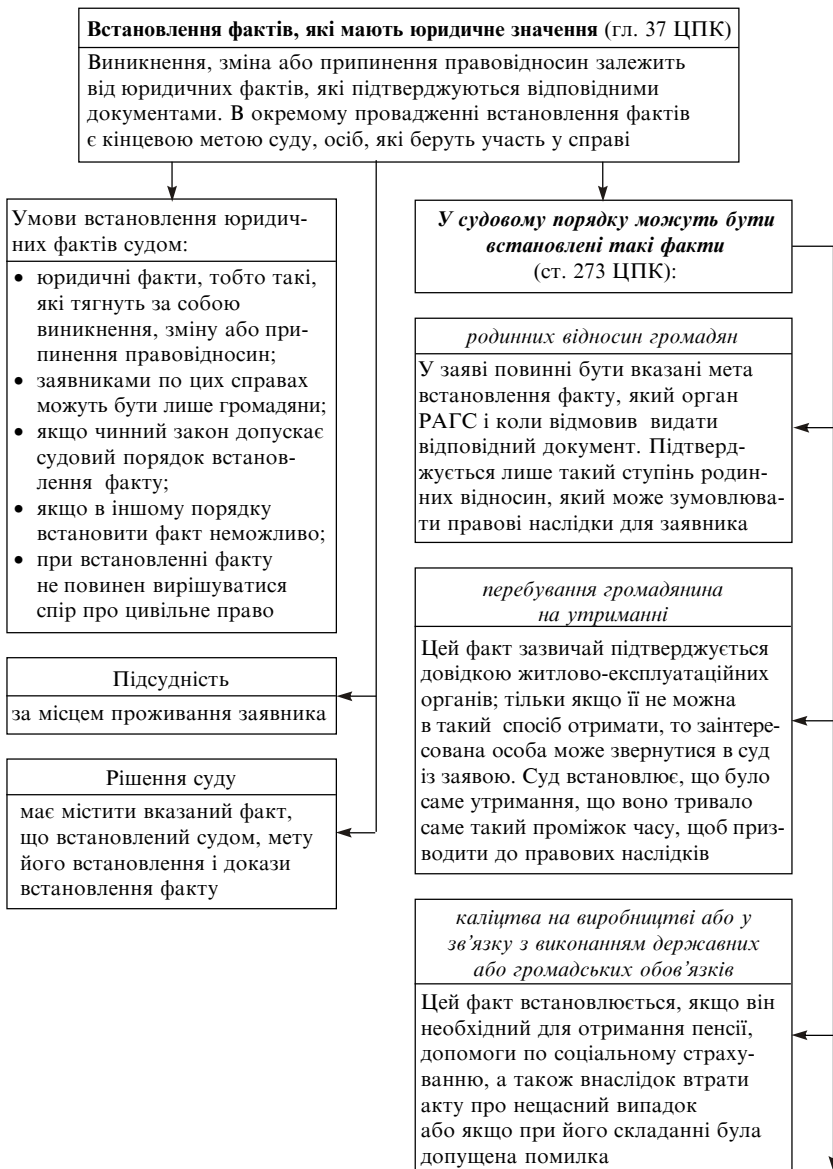 Встановлення фактів, які мають юридичне значення (гл. 37 ЦПК)
Виникнення, зміна або припинення правовідносин залежить
від юридичних фактів, які підтверджуються відповідними
документами. В окремому провадженні встановлення фактів
є кінцевою метою суду, осіб, які беруть участь у справі
Умови встановлення юридич-
них фактів судом:
• юридичні факти, тобто такі,
які тягнуть за собою
виникнення, зміну або при-
пинення правовідносин;
• заявниками по цих справах
можуть бути лише громадяни;
• якщо чинний закон допускає
судовий порядок встанов-
лення факту;
• якщо в іншому порядку
встановити факт неможливо;
• при встановленні факту
не повинен вирішуватися
спір про цивільне право
Підсудність
за місцем проживання заявника
Рішення суду
має містити вказаний факт,
що встановлений судом, мету
його встановлення і докази
встановлення факту
У судовому порядку можуть бути
встановлені такі факти
(ст. 273 ЦПК):
родинних відносин громадян
У заяві повинні бути вказані мета
встановлення факту, який орган
РАГС і коли відмовив видати
відповідний документ. Підтверд-
жується лише такий ступінь родин-
них відносин, який може зумовлюва-
ти правові наслідки для заявника
перебування громадянина
на утриманні
Цей факт зазвичай підтверджується
довідкою житлово-експлуатаційних
органів; тільки якщо її не можна
в такий спосіб отримати, то заінтере-
сована особа може звернутися в суд
із заявою. Суд встановлює, що було
саме утримання, що воно тривало
саме такий проміжок часу, щоб приз-
водити до правових наслідків
каліцтва на виробництві або у
зв’язку з виконанням державних
або громадських обов’язків
Цей факт встановлюється, якщо він
необхідний для отримання пенсії,
допомоги по соціальному страху-
ванню, а також внаслідок втрати
акту про нещасний випадок
або якщо при його складанні була
допущена помилка